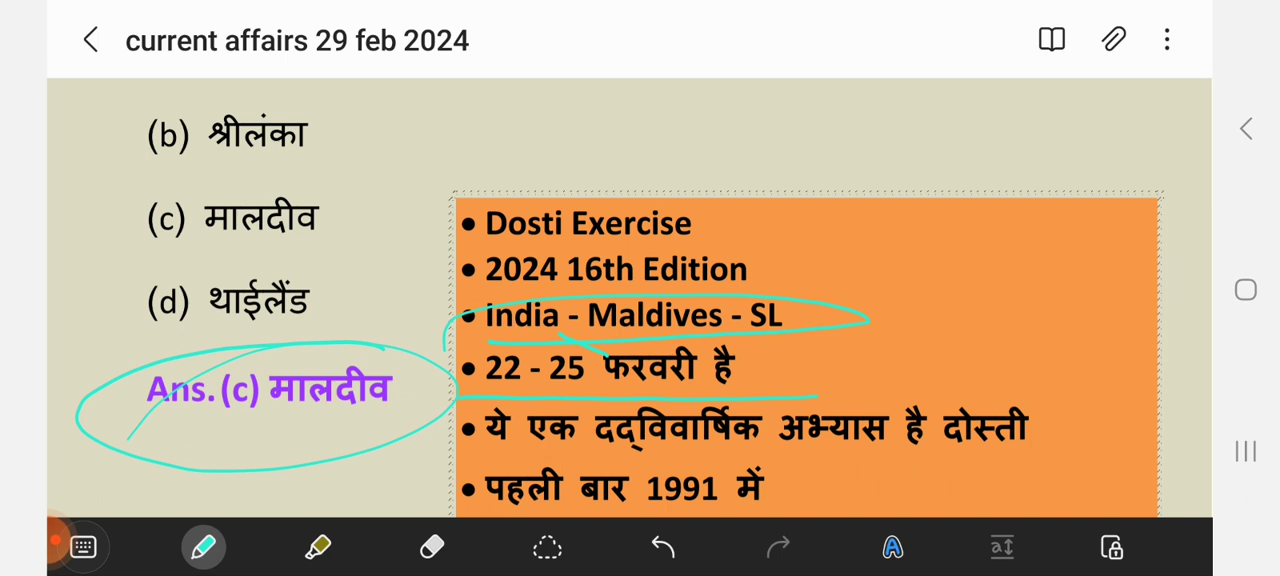 current affairs 29 feb 2024
(b) श्रीलंका
(c) मालदीव
(d) थाईलैंड
Ans.(c) मालदीव
• Dosti Exercise
• 2024 16th Edition
• India - Maldives - SL
• 22 - 25 फरवरी है
• ये एक दद्विवार्षिक अभ्यास है दोस्ती
• पहली बार 1991 में